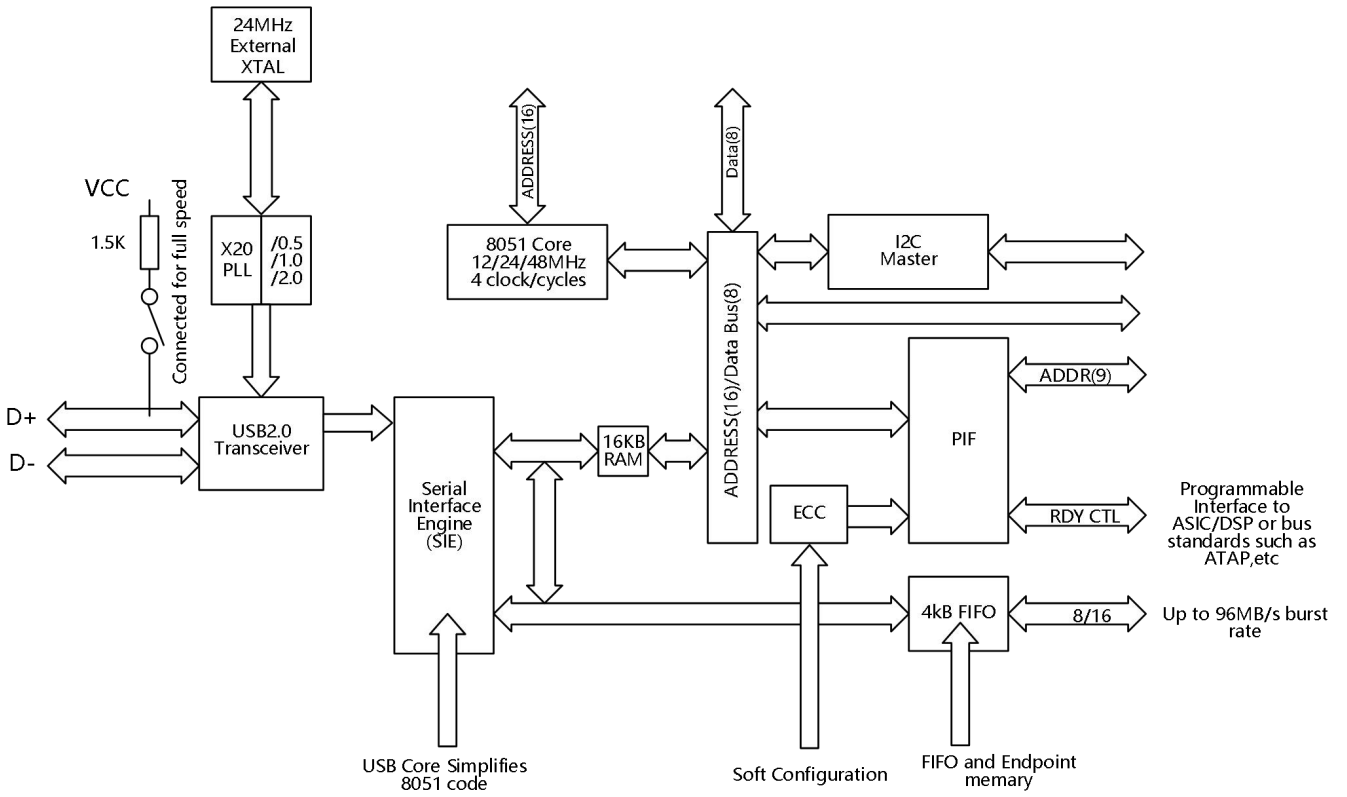 24MHz
External
XTAL
VCC
1.5K
Connected for full speed
X20
PLL
/0.5
/1.0
/2.0
ADDRESS(16)
Data(8)
8051 Core
12/24/48MHz
4 clock/cycles
I2C
Master
ADDRESS(16)/Data Bus(8)
D+
D-
USB2.0
Transceiver
Serial
Interface
Engine
(SIE)
16KB
RAM
ECC
PIF
ADDR(9)
RDY CTL
Programmable
Interface to
ASIC/DSP or bus
standards such as
ATAP,etc
4kB FIFO
8/16
Up to 96MB/s burst
rate
USB Core Simplifies
8051 code
Soft Configuration
FIFO and Endpoint
memary